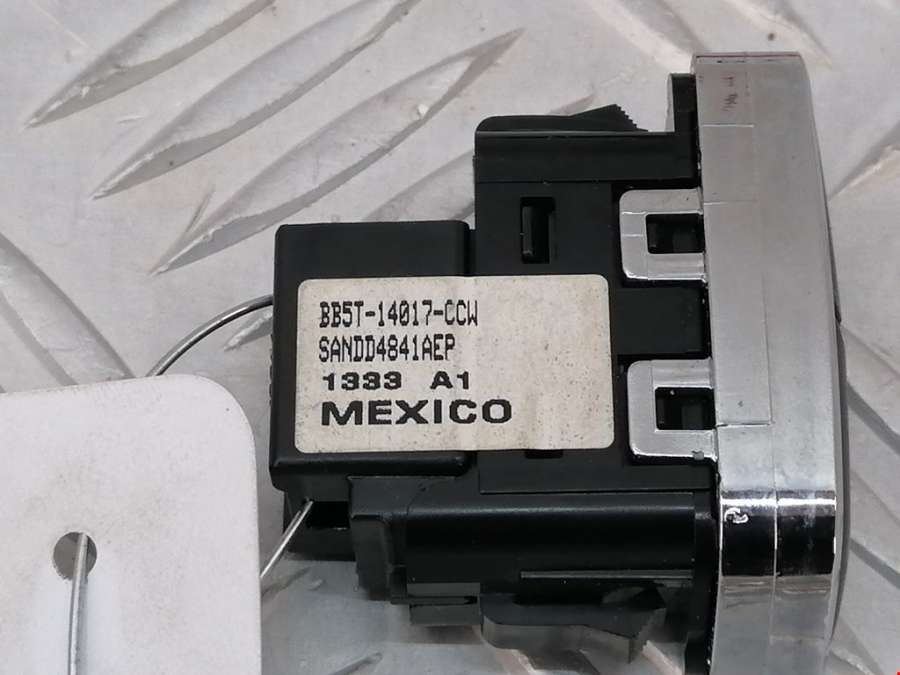 BB5T-14017-CCW
SANDD4841AEP
1333 A1
MEXICO